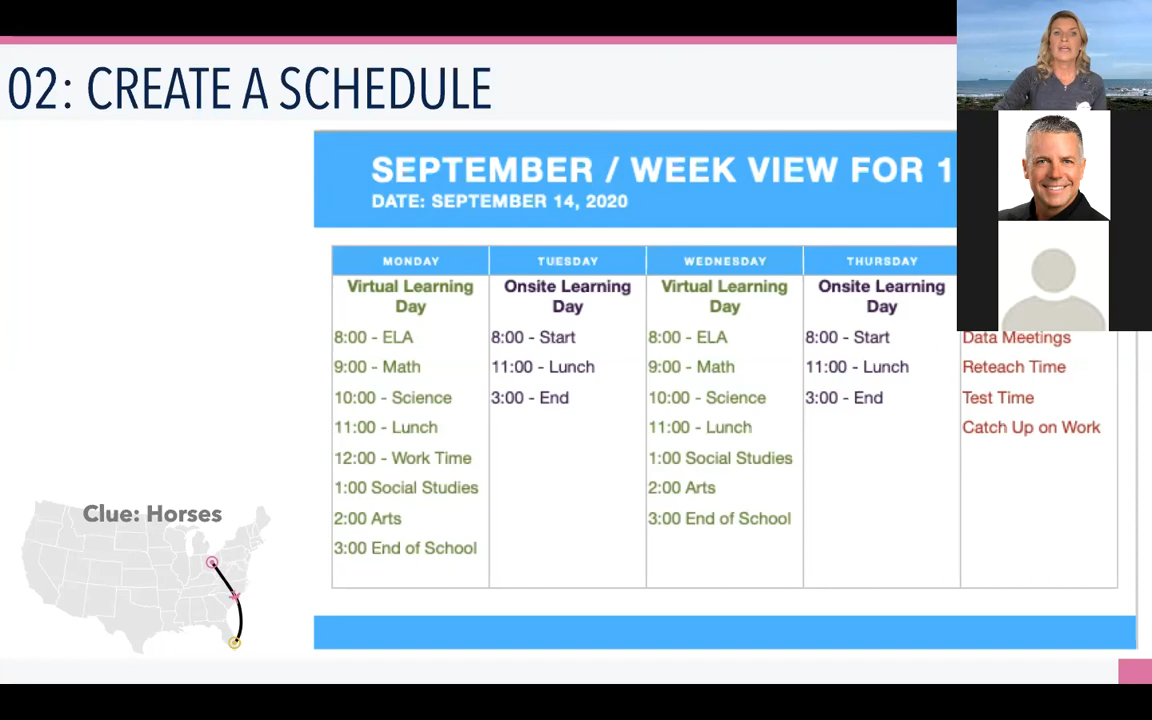 02: CREATE A SCHEDULE
SEPTEMBER / WEEK VIEW FOR 1
DATE: SEPTEMBER 14, 2020
MONDAY
Virtual Learning
Day
8:00 - ELA
9:00 - Math
10:00 - Science
11:00 - Lunch
12:00 - Work Time
1:00 Social Studies
2:00 Arts
3:00 End of School
TUESDAY
Onsite Learning
Day
8:00 - Start
11:00 - Lunch
3:00 - End
WEDNESDAY
Virtual Learning
Day
8:00 - ELA
9:00 - Math
10:00 - Science
11:00 - Lunch
1:00 Social Studies
2:00 Arts
3:00 End of School
THURSDAY
Onsite Learning
Day
8:00 - Start
11:00 - Lunch
3:00 - End
Data Meetings
Reteach Time
Test Time
Catch Up on Work
Clue: Horses